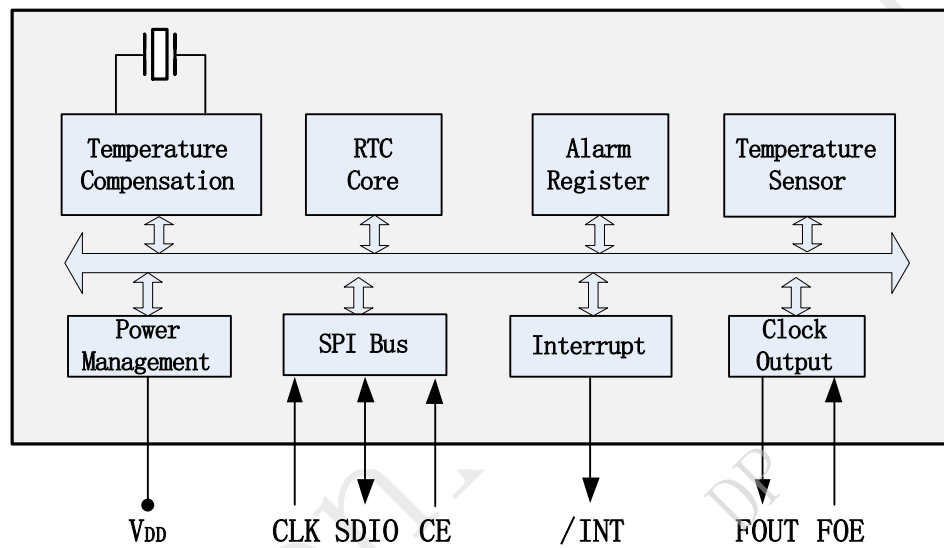 Temperature
Compensation
RTC
Core
Alarm
Register
Temperature
Sensor
Power
Management
SPI Bus
Interrupt
Clock
Output
VDD
CLK SDIO CE
/INT
FOUT FOE
DP